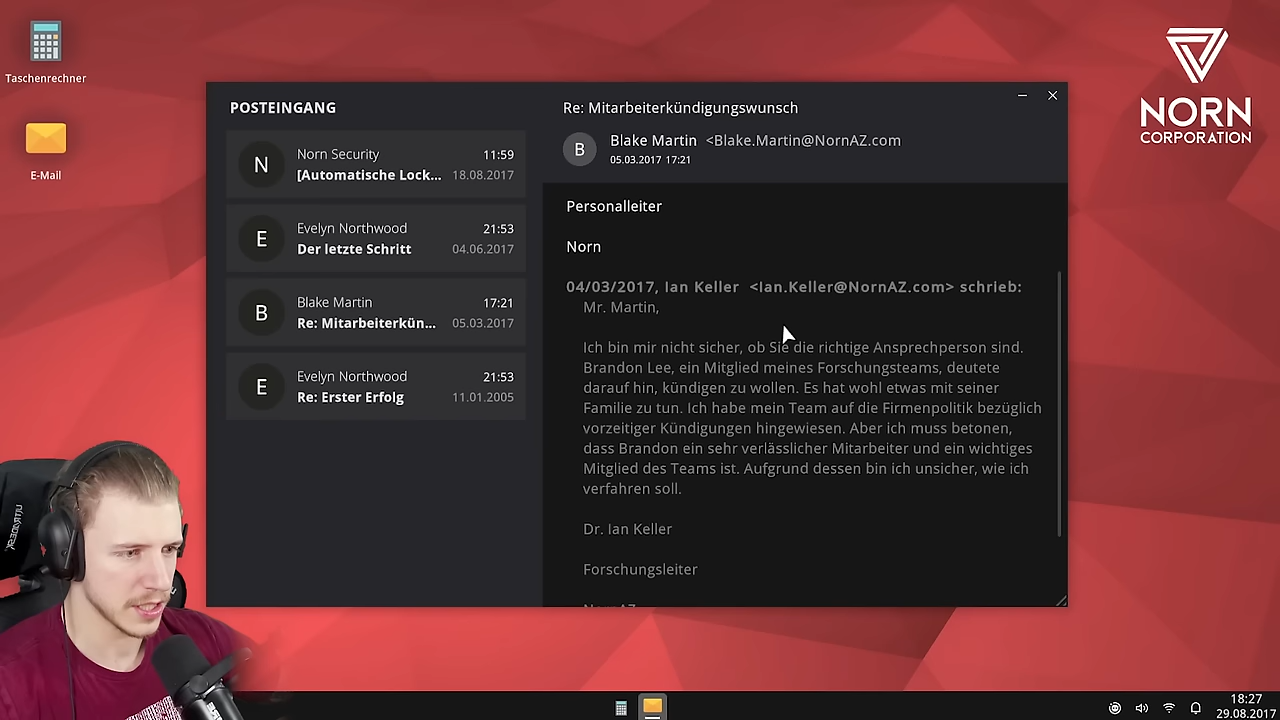 Taschenrechner
E-Mail
NORN
CORPORATION
POSTEINGANG
N
Norn Security 11:59
[Automatische Lock... 18.08.2017
E
Evelyn Northwood 21:53
Der letzte Schritt 04.06.2017
B
Blake Martin 17:21
Re: Mitarbeiterkün... 05.03.2017
E
Evelyn Northwood 21:53
Re: Erster Erfolg 11.01.2005
Re: Mitarbeiterkündigungswunsch
B
Blake Martin <Blake.Martin@NornAZ.com
05.03.2017 17:21
Personalleiter
Norn
04/03/2017, Ian Keller <Ian.Keller@NornAZ.com> schrieb:
Mr. Martin,
Ich bin mir nicht sicher, ob Sie die richtige Ansprechperson sind.
Brandon Lee, ein Mitglied meines Forschungsteams, deutete
darauf hin, kündigen zu wollen. Es hat wohl etwas mit seiner
Familie zu tun. Ich habe mein Team auf die Firmenpolitik bezüglich
vorzeitiger Kündigungen hingewiesen. Aber ich muss betonen,
dass Brandon ein sehr verlässlicher Mitarbeiter und ein wichtiges
Mitglied des Teams ist. Aufgrund dessen bin ich unsicher, wie ich
verfahren soll.
Dr. Ian Keller
Forschungsleiter
18:27
29.08.2017